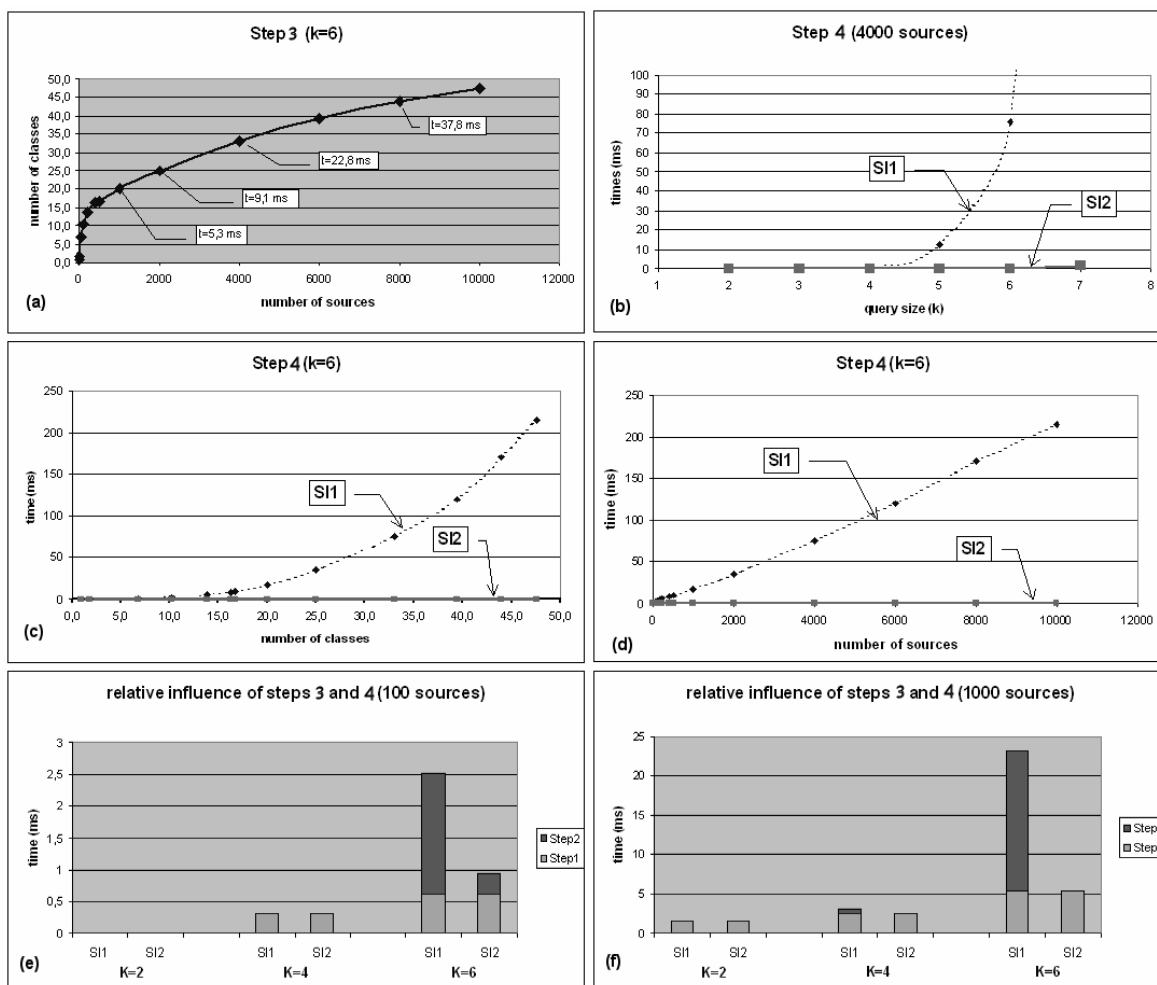 Step 3 (k=6)
number of classes
50,0
45,0
40,0
35,0
30,0
25,0
20,0
15,0
10,0
5,0
0,0
t=37,8 ms
t=22,8 ms
t=9,1 ms
t=5,3 ms
0 2000 4000 6000 8000 10000 12000
number of sources
(a)
Step 4 (4000 sources)
times (ms)
100
90
80
70
60
50
40
30
20
10
0
SI1
SI2
1 2 3 4 5 6 7 8
query size (k)
(b)
Step 4 (k=6)
time (ms)
250
200
150
100
50
0
SI1
SI2
0,0 5,0 10,0 15,0 20,0 25,0 30,0 35,0 40,0 45,0 50,0
number of classes
(c)
Step 4 (k=6)
time (ms)
250
200
150
100
50
0
SI1
SI2
0 2000 4000 6000 8000 10000 12000
number of sources
(d)
relative influence of steps 3 and 4 (100 sources)
time (ms)
3
2,5
2
1,5
1
0,5
0
Step2
Step1
SI1 SI2 SI1 SI2 SI1 SI2
K=2 K=4 K=6
(e)
relative influence of steps 3 and 4 (1000 sources)
time (ms)
25
20
15
10
5
0
Step
Step
SI1 SI2 SI1 SI2 SI1 SI2
K=2 K=4 K=6
(f)